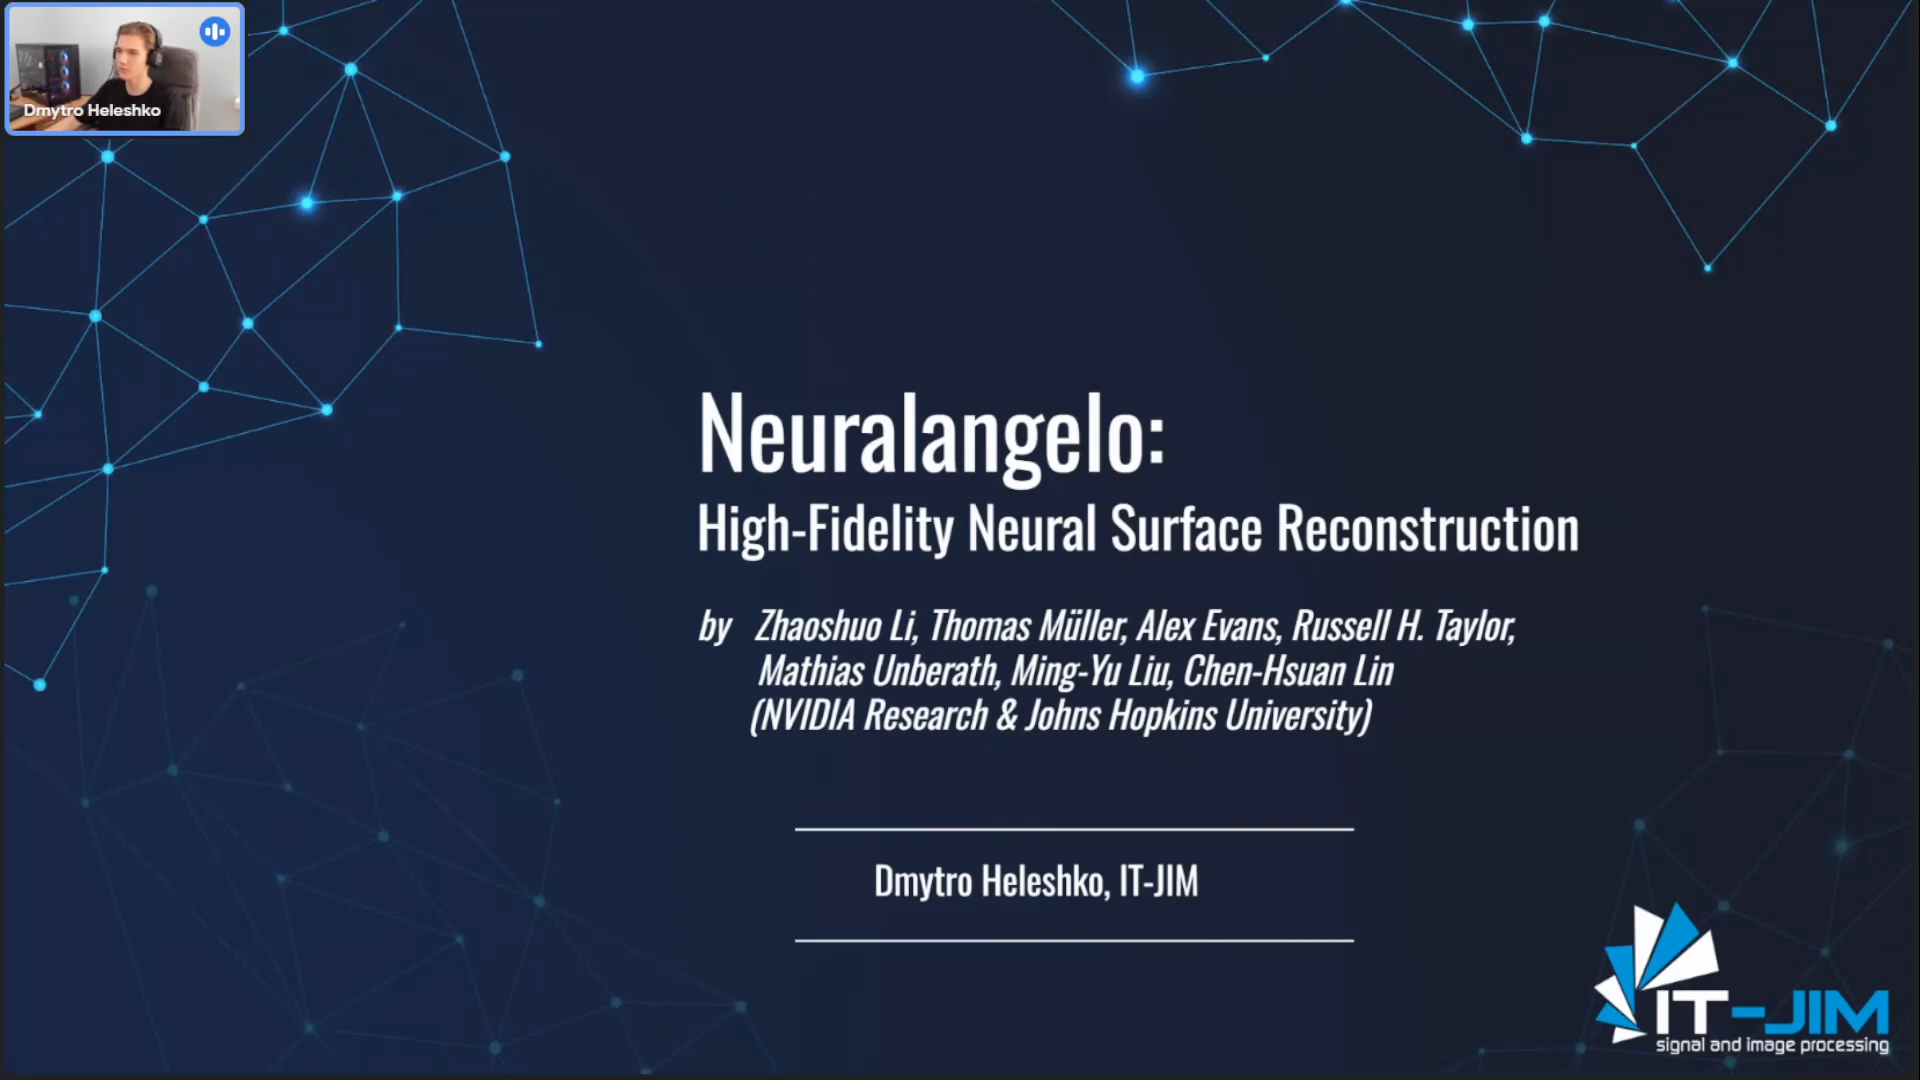 Dmytro Heleshko
Neuralangelo:
High-Fidelity Neural Surface Reconstruction
by Zhaoshuo Li, Thomas Müller, Alex Evans, Russell H. Taylor,
Mathias Unberath, Ming-Yu Liu, Chen-Hsuan Lin
(NVIDIA Research & Johns Hopkins University)
Dmytro Heleshko, IT-JIM
IT-JIM
signal and image processing